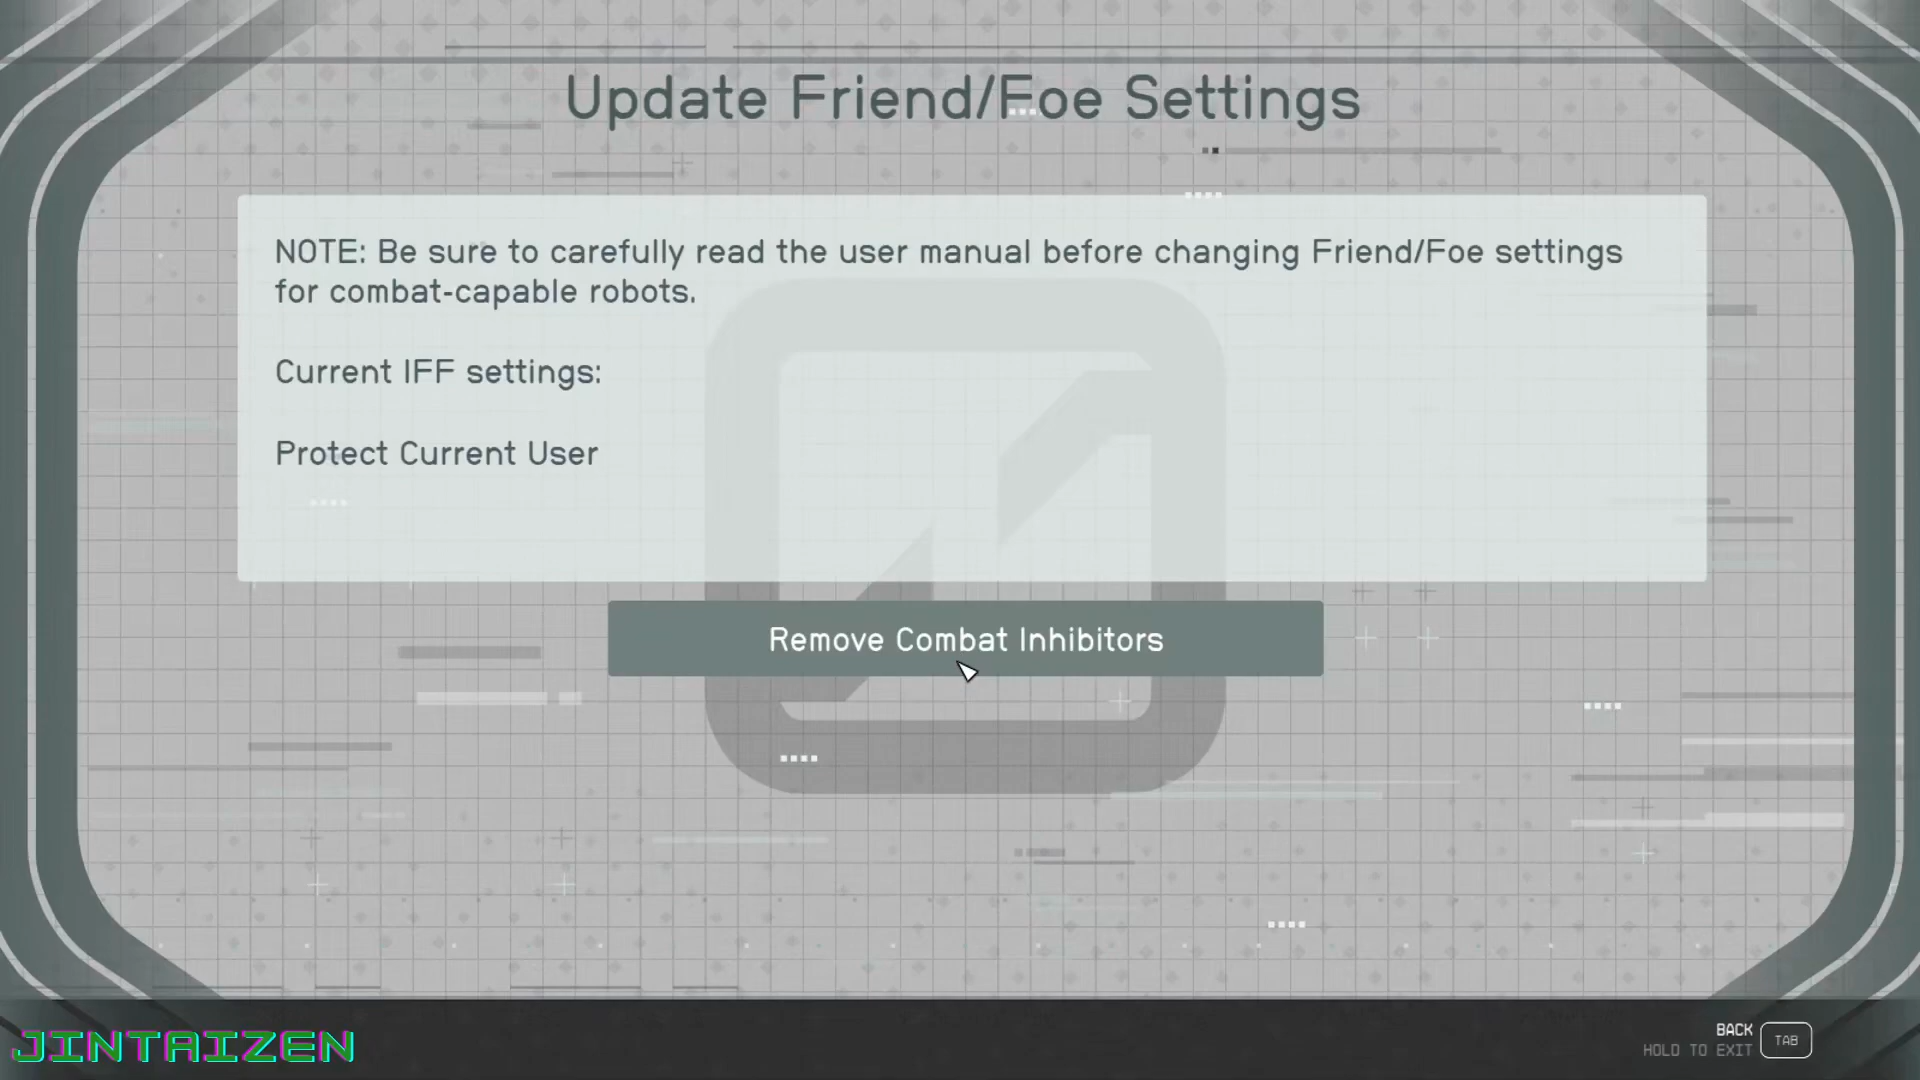 Update Friend/Foe Settings
NOTE: Be sure to carefully read the user manual before changing Friend/Foe settings
for combat-capable robots.
Current IFF settings:
Protect Current User
Remove Combat Inhibitors
JINTAIZEN
BACK
HOLD TO EXIT
TAB